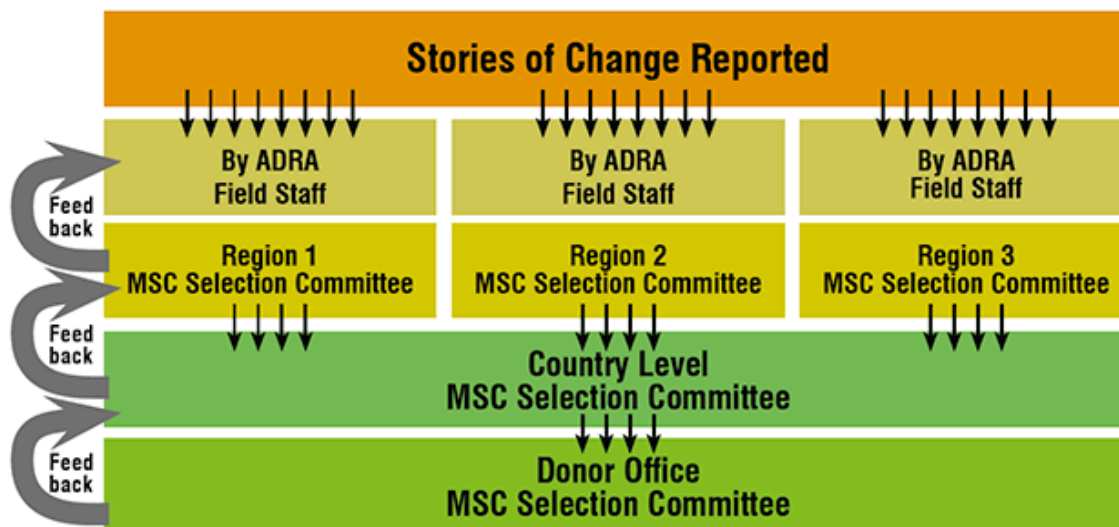 Stories of Change Reported
By ADRA
Field Staff
By ADRA
Field Staff
By ADRA
Field Staff
Feed
back
Region 1
MSC Selection Committee
Region 2
MSC Selection Committee
Region 3
MSC Selection Committee
Feed
back
Country Level
MSC Selection Committee
Feed
back
Donor Office
MSC Selection Committee